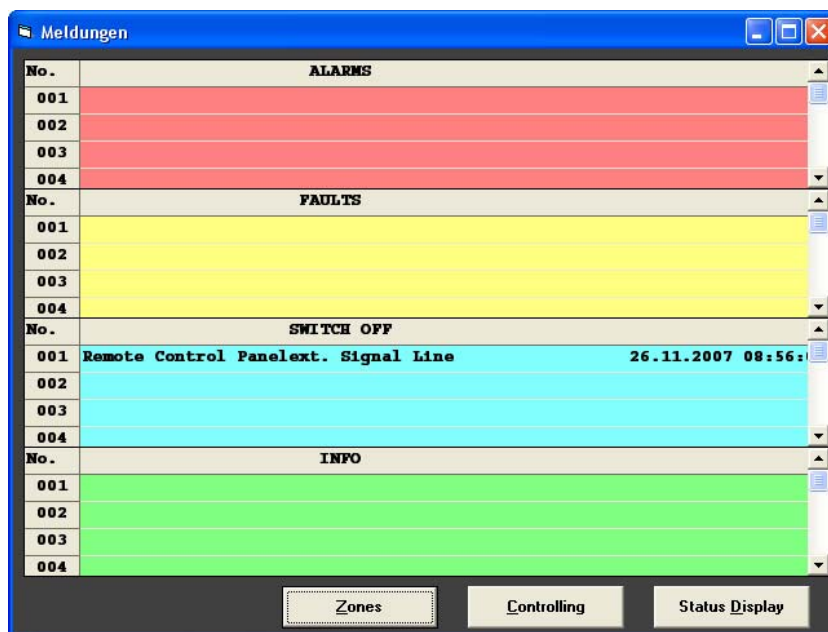 Meldungen
No. ALARMS
001
002
003
004
No. FAULTS
001
002
003
004
No. SWITCH OFF
001 Remote Control Panelext. Signal Line 26.11.2007 08:56:
002
003
004
No. INFO
001
002
003
004
Zones Controlling Status Display